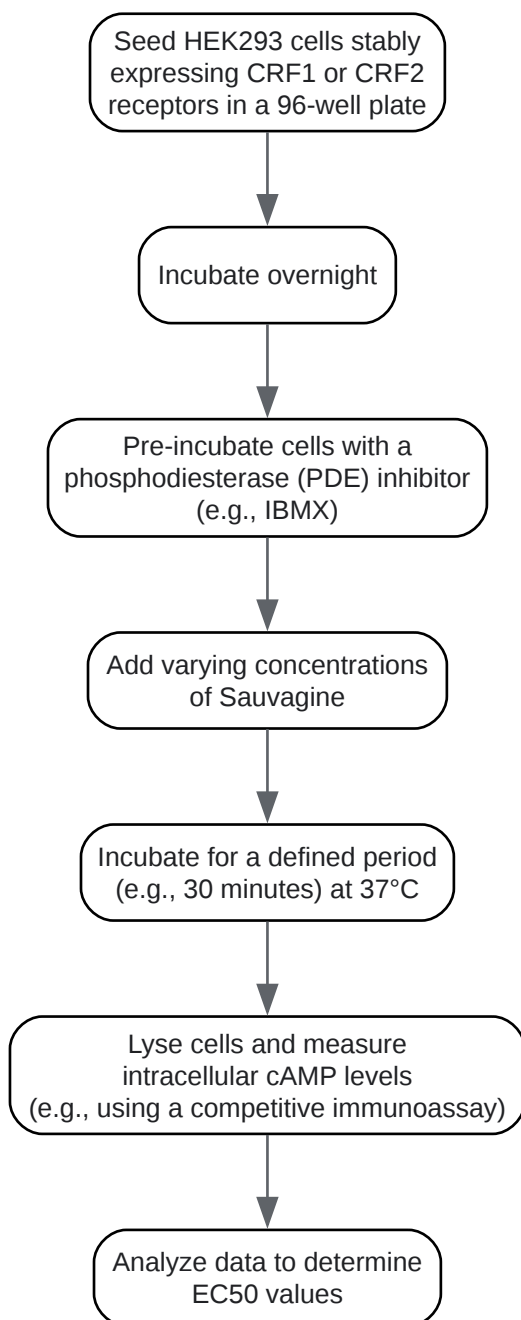 Seed HEK293 cells stably
expressing CRF1 or CRF2
receptors in a 96-well plate
Incubate overnight
Pre-incubate cells with a
phosphodiesterase (PDE) inhibitor
(e.g., IBMX)
Add varying concentrations
of Sauvagine
Incubate for a defined period
(e.g., 30 minutes) at 37°C
Lyse cells and measure
intracellular cAMP levels
(e.g., using a competitive immunoassay)
Analyze data to determine
EC50 values